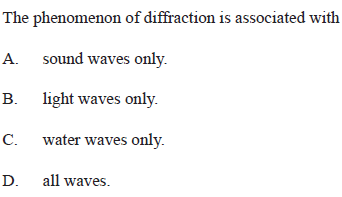 The phenomenon of diffraction is associated with
A. sound waves only.
B. light waves only.
C. water waves only.
D. all waves.